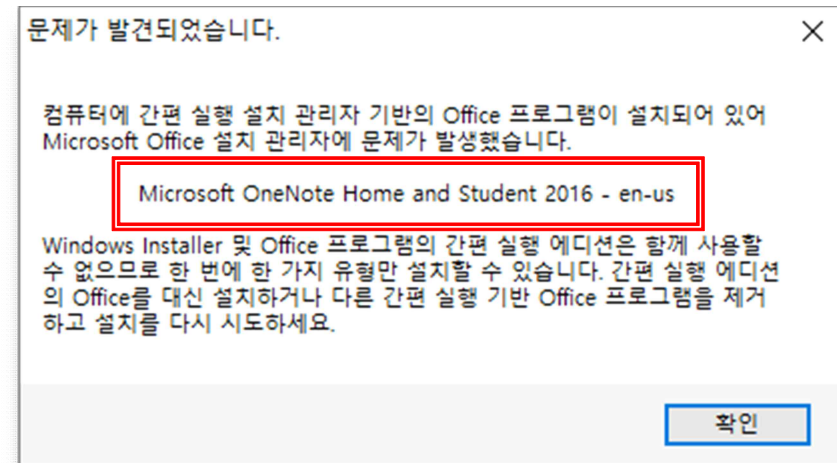 문제가 발견되었습니다.
컴퓨터에 간편 실행 설치 관리자 기반의 Office 프로그램이 설치되어 있어
Microsoft Office 설치 관리자에 문제가 발생했습니다.
Microsoft OneNote Home and Student 2016 - en-us
Windows Installer 및 Office 프로그램의 간편 실행 에디션은 함께 사용할
수 없으므로 한 번에 한 가지 유형만 설치할 수 있습니다. 간편 실행 에디션
의 Office를 대신 설치하거나 다른 간편 실행 기반 Office 프로그램을 제거
하고 설치를 다시 시도하세요.
확인